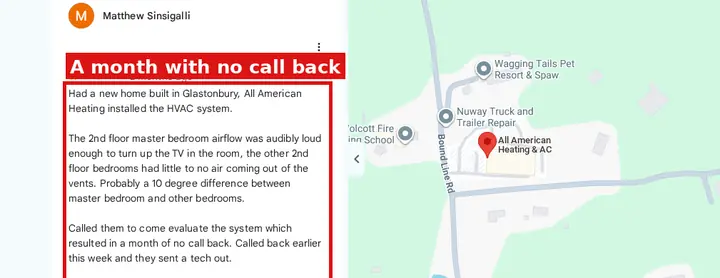 M
Matthew Sinsigalli
A month with no call back
Had a new home built in Glastonbury, All American
Heating installed the HVAC system.
The 2nd floor master bedroom airflow was audibly loud
enough to turn up the TV in the room, the other 2nd
floor bedrooms had little to no air coming out of the
vents. Probably a 10 degree difference between
master bedroom and other bedrooms.
Called them to come evaluate the system which
resulted in a month of no call back. Called back earlier
this week and they sent a tech out.
Wagging Tails Pet
Resort & Spaw
Nuway Truck and
Trailer Repair
olcott Fire
ing School
All American
Heating & AC
Bound Line Rd